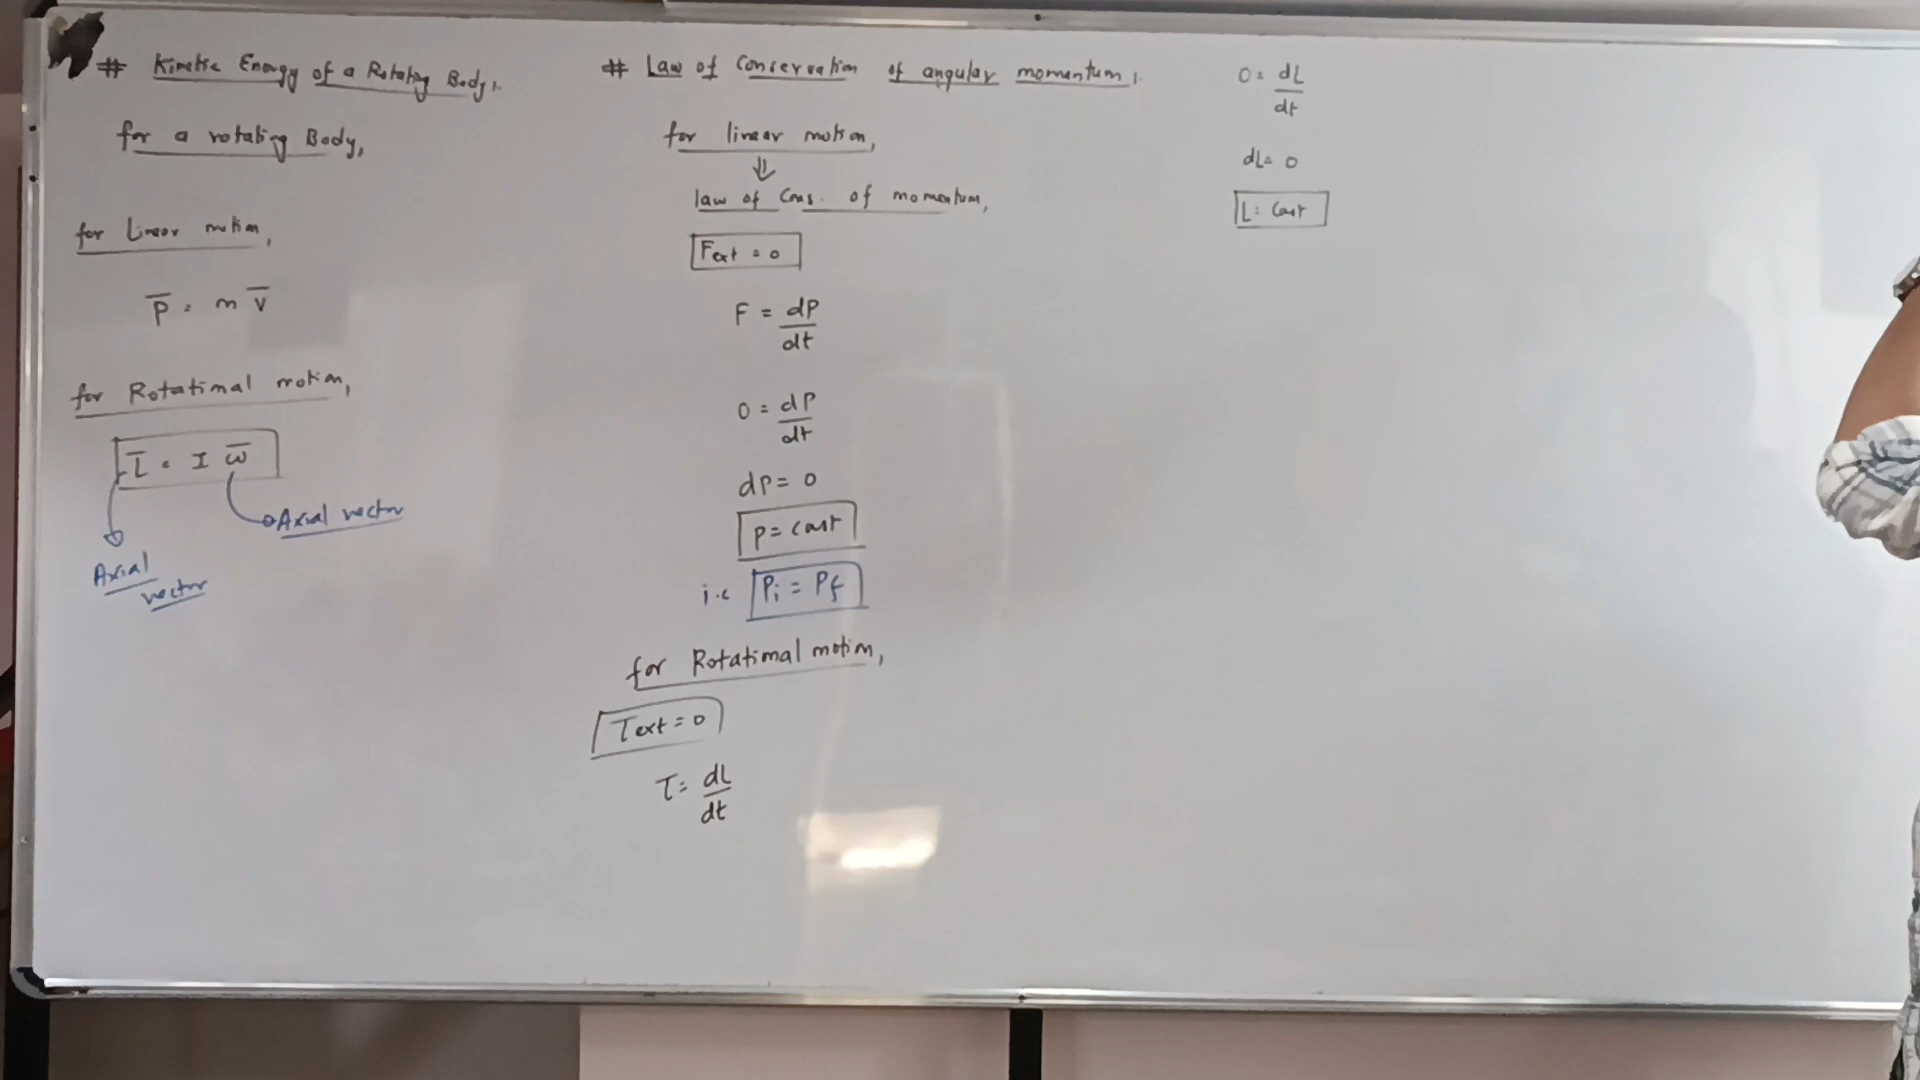 # Kinetic Energy of a Rotating Body,
for a rotating Body,
for Linear motion,
P̅ = m v̅
for Rotational motion,
L̅ = I ω̅
Axial vector
Axial
vector
# Law of Conservation of angular momentum,
for linear motion,
⇓
law of Cons. of momentum,
Fext = 0
F = dP/dt
0 = dP/dt
dP = 0
P = Const
i.e Pi = Pf
for Rotational motion,
τext = 0
τ = dL/dt
0 = dL/dt
dL = 0
L = Const